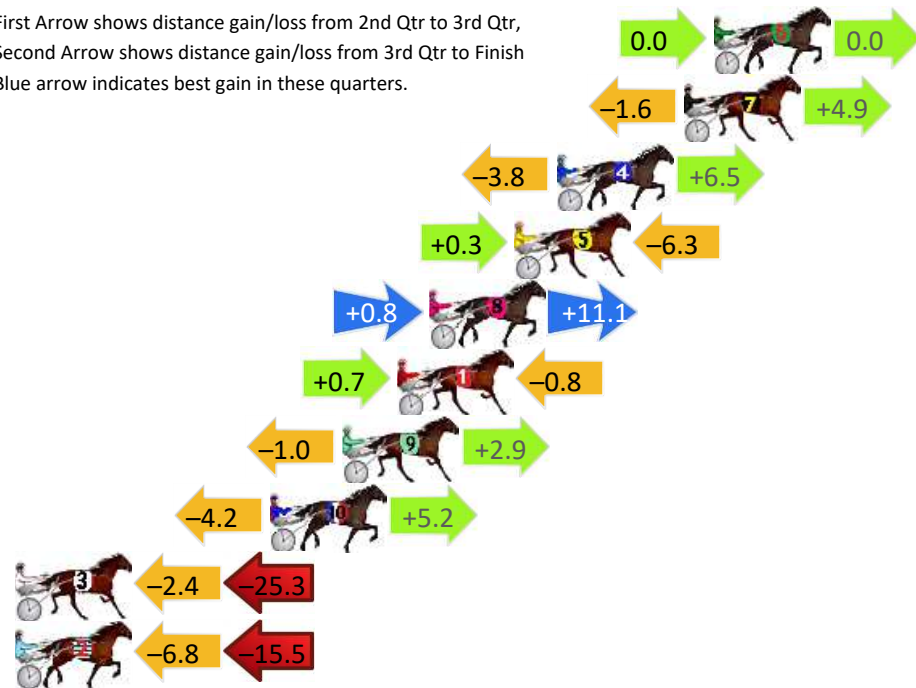 First Arrow shows distance gain/loss from 2nd Qtr to 3rd Qtr,
Second Arrow shows distance gain/loss from 3rd Qtr to Finish
Blue arrow indicates best gain in these quarters.
0.0 6 0.0
–1.6 7 +4.9
–3.8 4 +6.5
+0.3 5 –6.3
+0.8 8 +11.1
+0.7 1 –0.8
–1.0 9 +2.9
–4.2 10 +5.2
3 –2.4 –25.3
2 –6.8 –15.5